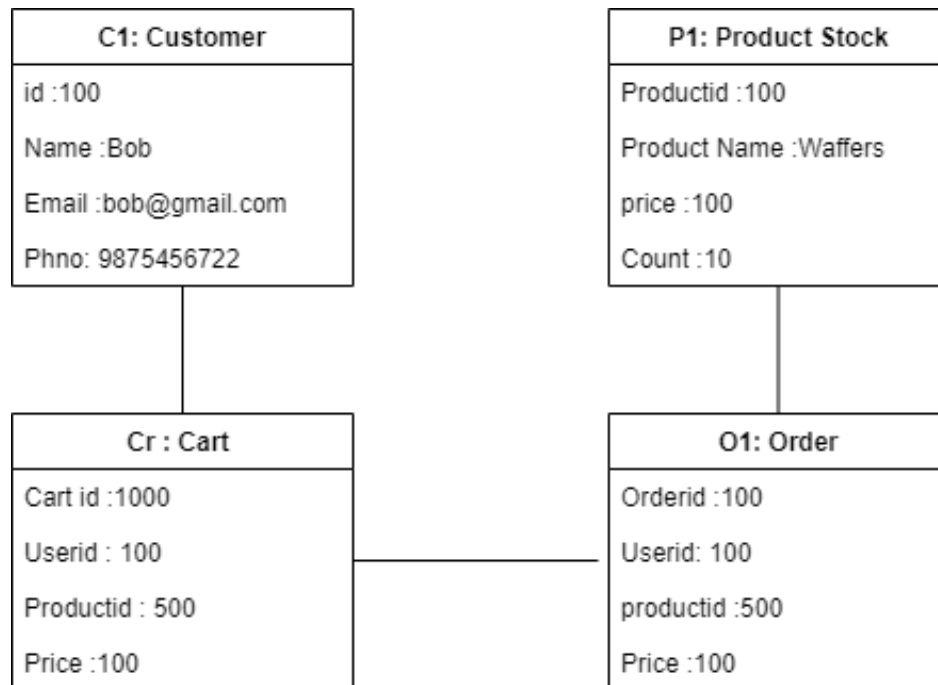 C1: Customer
id :100
Name :Bob
Email :bob@gmail.com
Phno: 9875456722
P1: Product Stock
Productid :100
Product Name :Waffers
price :100
Count :10
Cr : Cart
Cart id :1000
Userid : 100
Productid : 500
Price :100
O1: Order
Orderid :100
Userid: 100
productid :500
Price :100